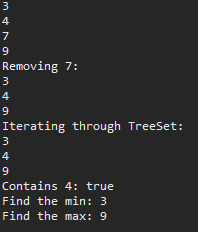 3
4
7
9
Removing 7:
3
4
9
Iterating through TreeSet:
3
4
9
Contains 4: true
Find the min: 3
Find the max: 9